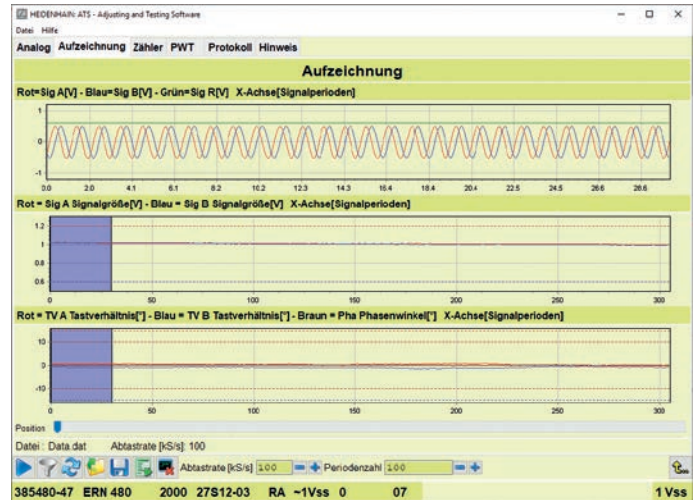 HEIDENHAIN: ATS - Adjusting and Testing Software
Datei Hilfe
Analog Aufzeichnung Zähler PWT Protokoll Hinweis
Aufzeichnung
Rot=Sig A[V] - Blau=Sig B[V] - Grün=Sig R[V] X-Achse[Signalperioden]
1
0
-1
0.0 2.0 4.1 6.1 8.2 10.2 12.3 14.3 16.4 18.4 20.4 22.5 24.5 26.6 28.6
Rot = Sig A Signalgröße[V] - Blau = Sig B Signalgröße[V] X-Achse[Signalperioden]
1.2
1
0.8
0.6
0 50 100 150 200 250 300
Rot = TV A Tastverhältnis[°] - Blau = TV B Tastverhältnis[°] - Braun = Pha Phasenwinkel[°] X-Achse[Signalperioden]
10
0
-10
0 50 100 150 200 250 300
Position
Datei : Data.dat Abtastrate [kS/s]: 100
Abtastrate [kS/s] 100 Periodenzahl 100
385480-47 ERN 480 2000 27S12-03 RA ~1Vss 0 07 1 Vss